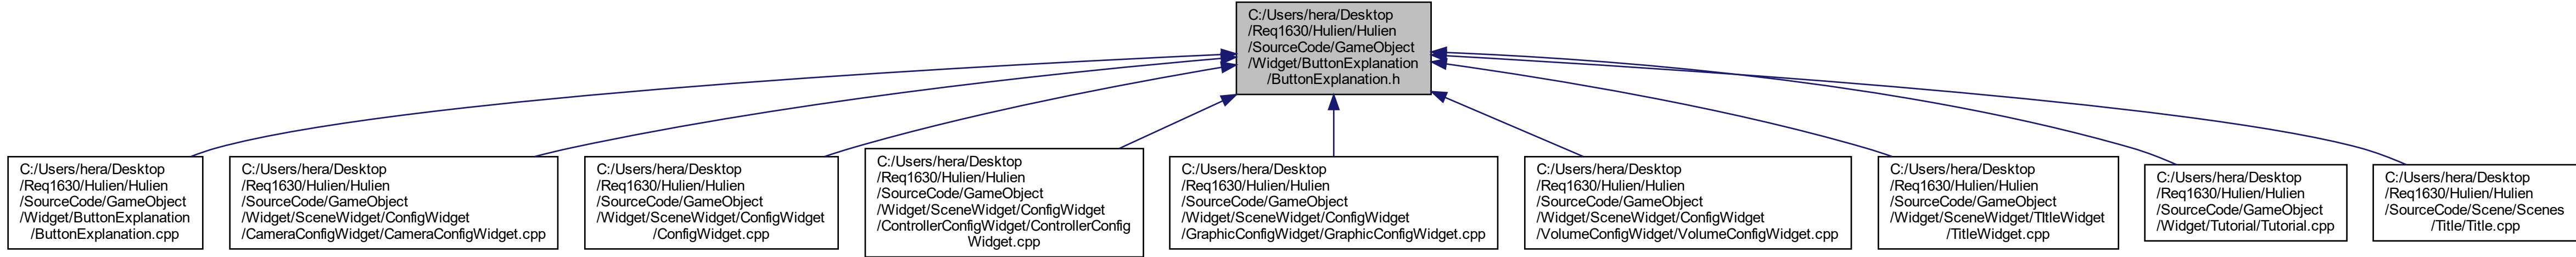 C:/Users/hera/Desktop
/Req1630/Hulien/Hulien
/SourceCode/GameObject
/Widget/ButtonExplanation
/ButtonExplanation.h
C:/Users/hera/Desktop
/Req1630/Hulien/Hulien
/SourceCode/GameObject
/Widget/ButtonExplanation
/ButtonExplanation.cpp
C:/Users/hera/Desktop
/Req1630/Hulien/Hulien
/SourceCode/GameObject
/Widget/SceneWidget/ConfigWidget
/CameraConfigWidget/CameraConfigWidget.cpp
C:/Users/hera/Desktop
/Req1630/Hulien/Hulien
/SourceCode/GameObject
/Widget/SceneWidget/ConfigWidget
/ConfigWidget.cpp
C:/Users/hera/Desktop
/Req1630/Hulien/Hulien
/SourceCode/GameObject
/Widget/SceneWidget/ConfigWidget
/ControllerConfigWidget/ControllerConfig
Widget.cpp
C:/Users/hera/Desktop
/Req1630/Hulien/Hulien
/SourceCode/GameObject
/Widget/SceneWidget/ConfigWidget
/GraphicConfigWidget/GraphicConfigWidget.cpp
C:/Users/hera/Desktop
/Req1630/Hulien/Hulien
/SourceCode/GameObject
/Widget/SceneWidget/ConfigWidget
/VolumeConfigWidget/VolumeConfigWidget.cpp
C:/Users/hera/Desktop
/Req1630/Hulien/Hulien
/SourceCode/GameObject
/Widget/SceneWidget/TItleWidget
/TitleWidget.cpp
C:/Users/hera/Desktop
/Req1630/Hulien/Hulien
/SourceCode/GameObject
/Widget/Tutorial/Tutorial.cpp
C:/Users/hera/Desktop
/Req1630/Hulien/Hulien
/SourceCode/Scene/Scenes
/Title/Title.cpp